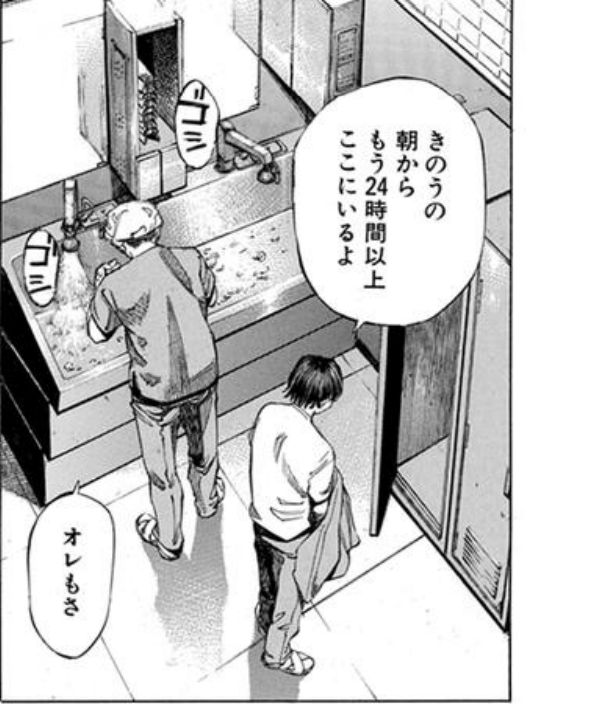 きのうの
朝から
もう24時間以上
ここにいるよ
ゴシ
ゴシ
オレもさ